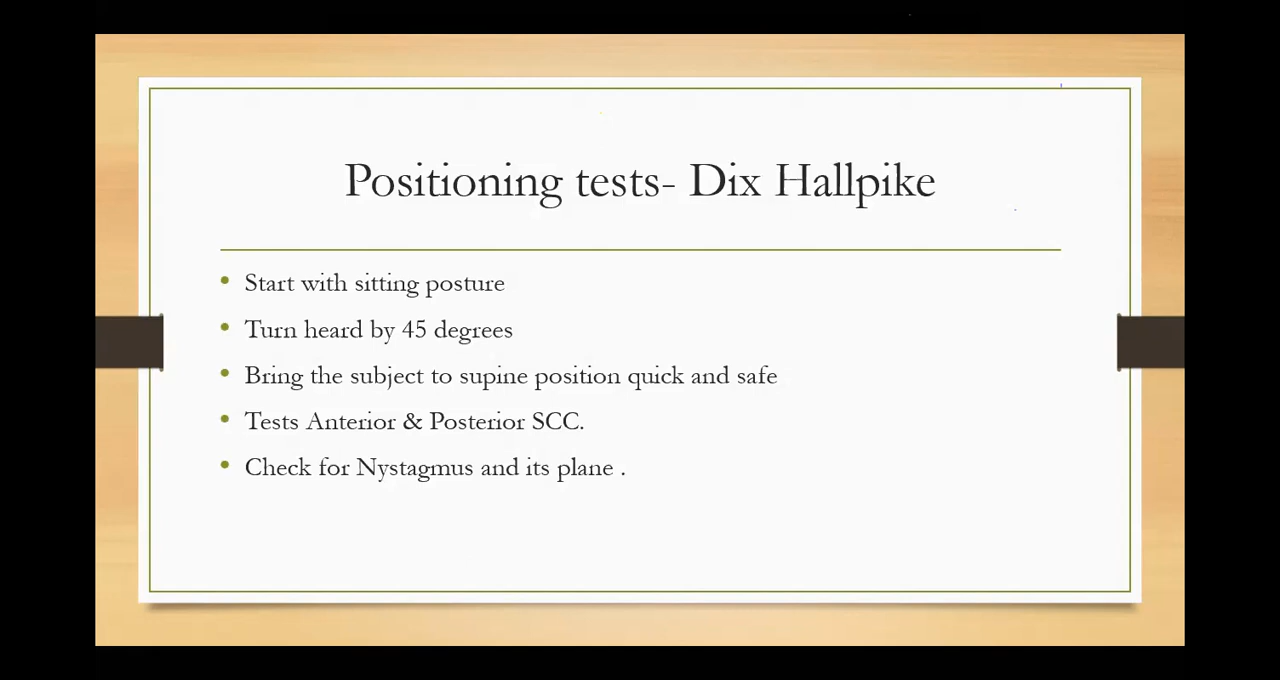 Positioning tests- Dix Hallpike
• Start with sitting posture
• Turn heard by 45 degrees
• Bring the subject to supine position quick and safe
• Tests Anterior & Posterior SCC.
• Check for Nystagmus and its plane .